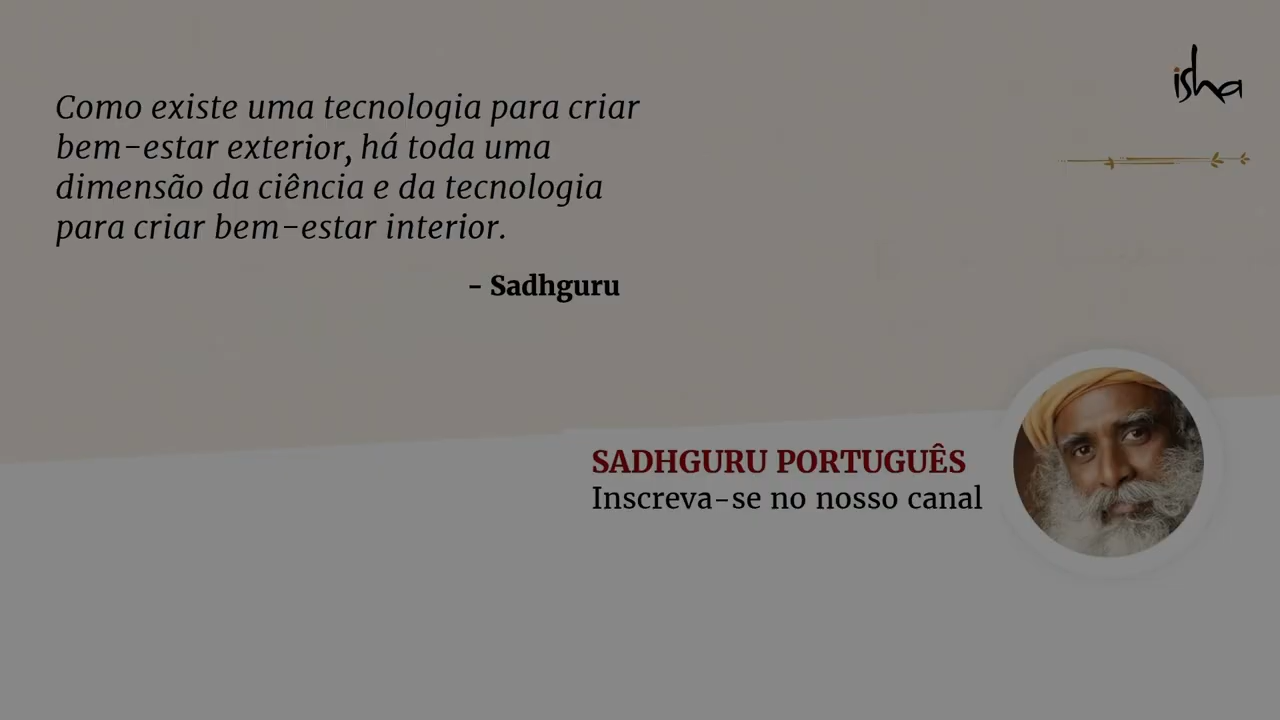 isha
Como existe uma tecnologia para criar
bem-estar exterior, há toda uma
dimensão da ciência e da tecnologia
para criar bem-estar interior.
- Sadhguru
SADHGURU PORTUGUÊS
Inscreva-se no nosso canal